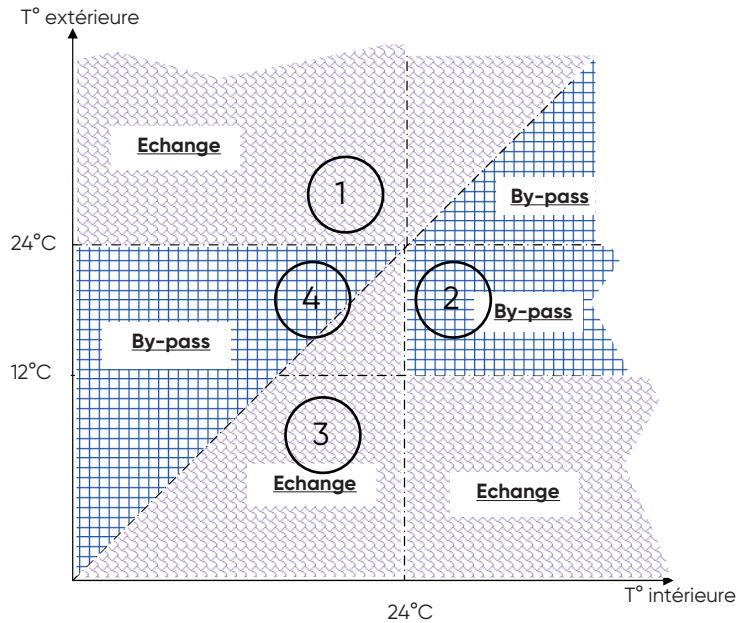 T° extérieure
Echange
1
By-pass
24°C
4
2
By-pass
By-pass
12°C
3
Echange
Echange
T° intérieure
24°C